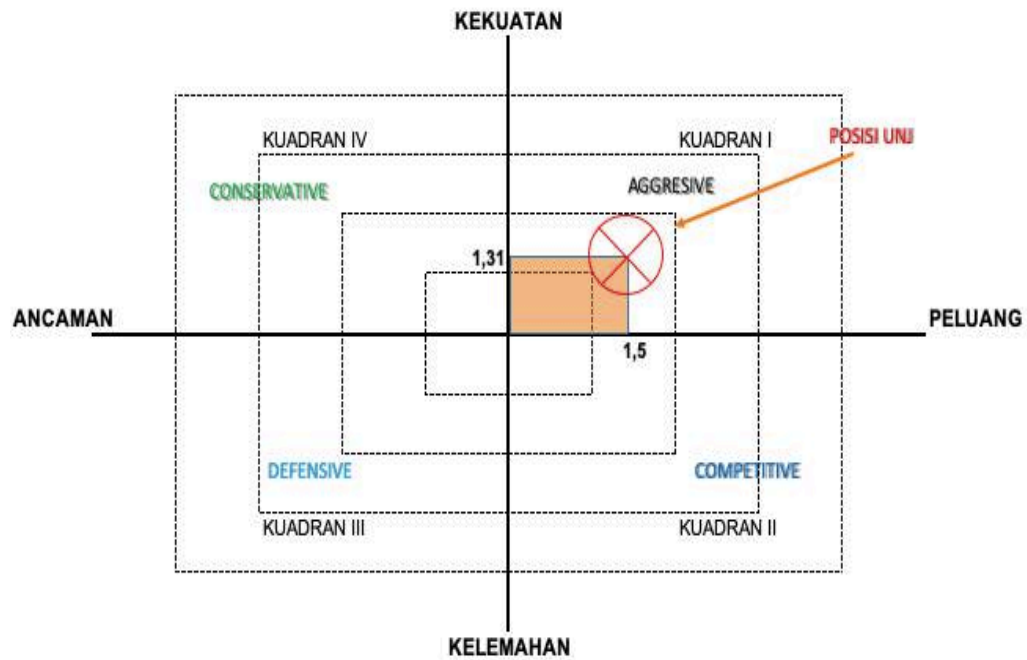 KEKUATAN
KUADRAN IV
KUADRAN I
POSISI UNJ
CONSERVATIVE
AGGRESIVE
1,31
ANCAMAN
PELUANG
1,5
DEFENSIVE
COMPETITIVE
KUADRAN III
KUADRAN II
KELEMAHAN